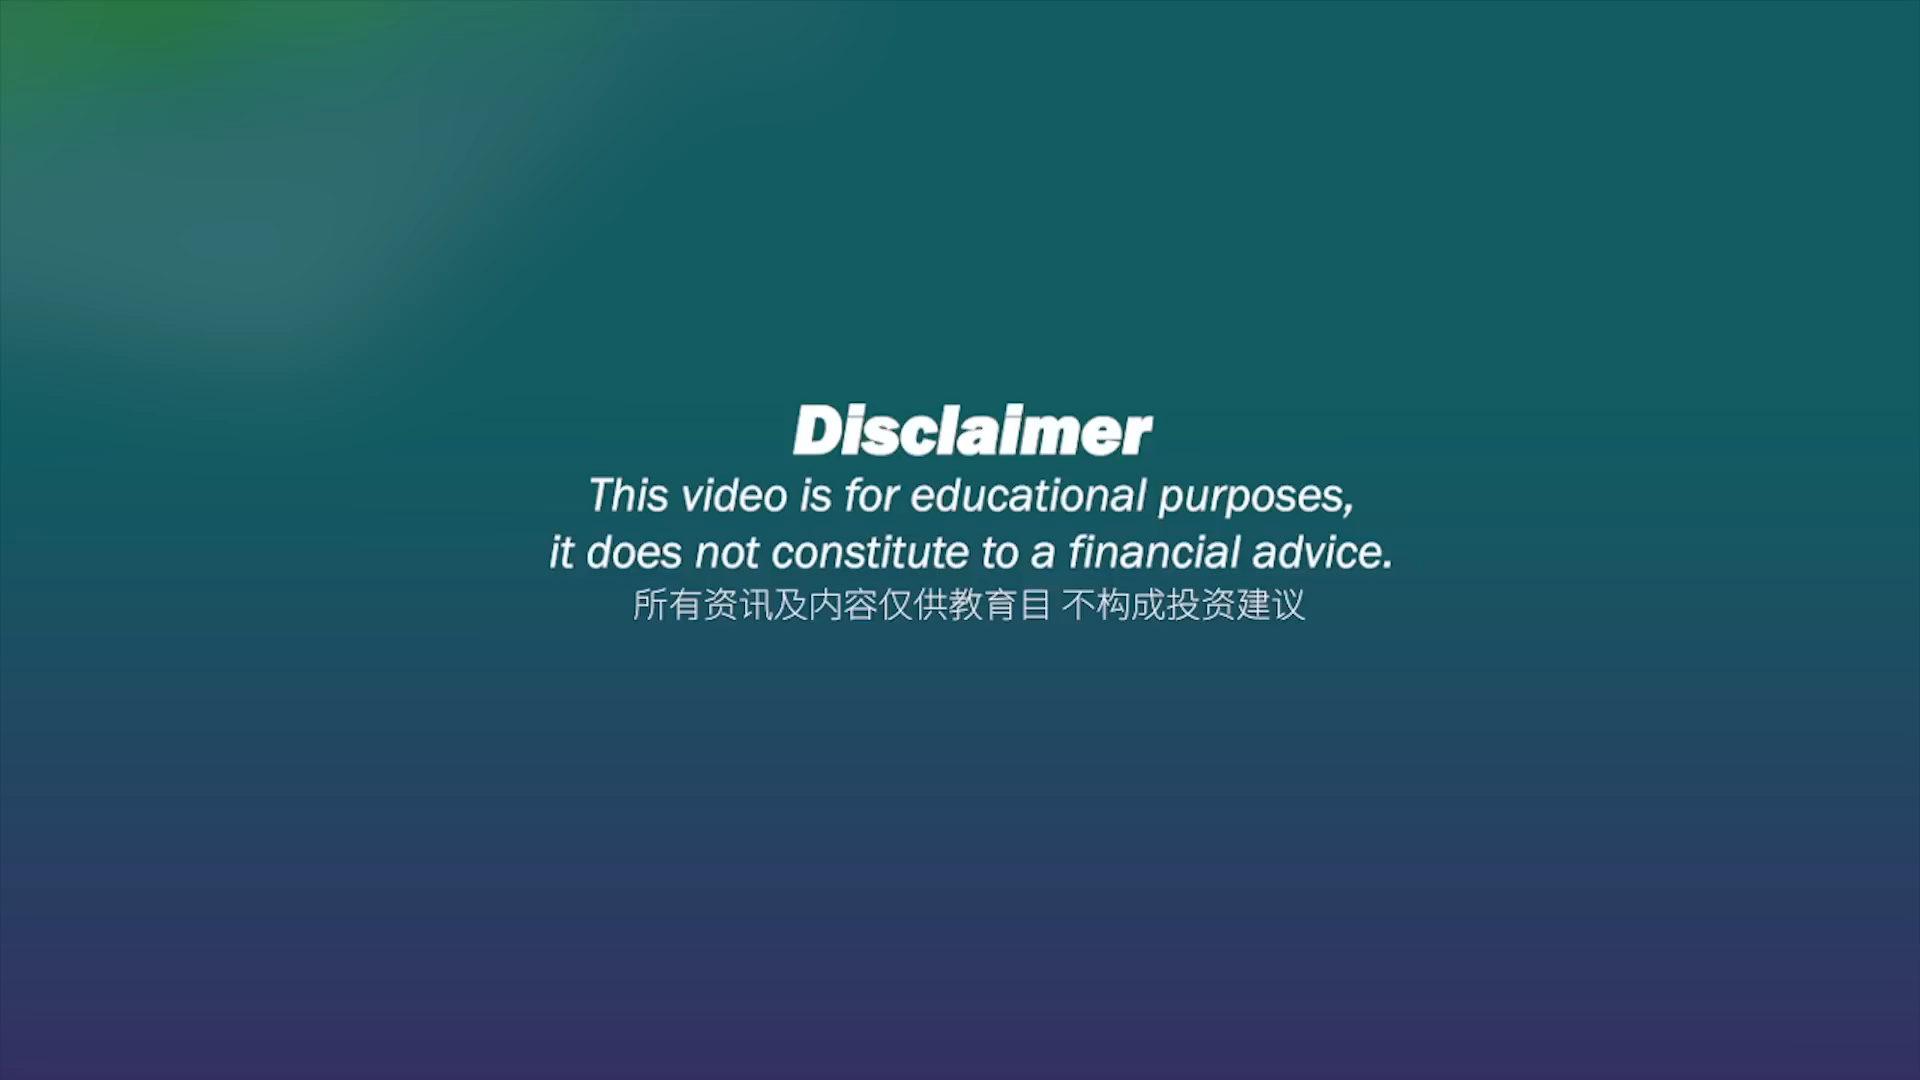 Disclaimer
This video is for educational purposes,
it does not constitute to a financial advice.
所有资讯及内容仅供教育目 不构成投资建议